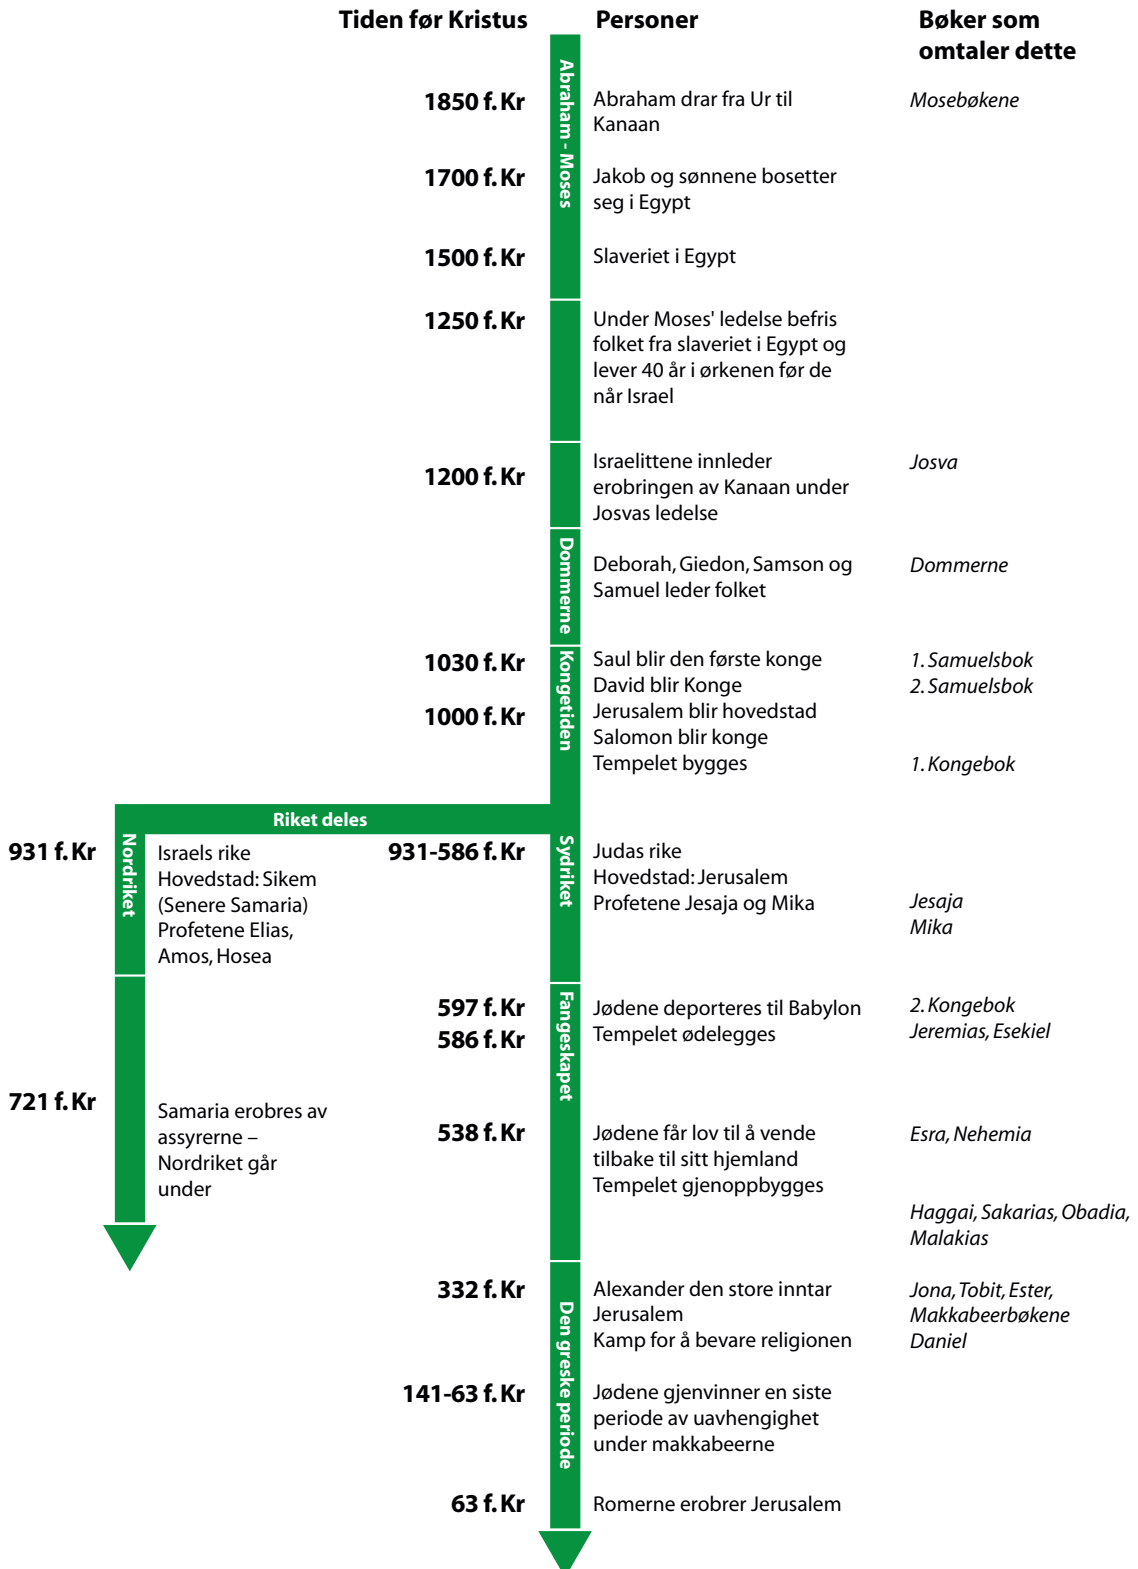 Tiden før Kristus
Personer
Bøker som
omtaler dette
Abraham - Moses
1850 f.Kr
Abraham drar fra Ur til
Kanaan
Mosebøkene
1700 f.Kr
Jakob og sønnene bosetter
seg i Egypt
1500 f.Kr
Slaveriet i Egypt
1250 f.Kr
Under Moses' ledelse befris
folket fra slaveriet i Egypt og
lever 40 år i ørkenen før de
når Israel
1200 f.Kr
Israelittene innleder
erobringen av Kanaan under
Josvas ledelse
Josva
Dommerne
Deborah, Giedon, Samson og
Samuel leder folket
Dommerne
Kongetiden
1030 f.Kr
Saul blir den første konge
1. Samuelsbok
David blir Konge
2. Samuelsbok
1000 f.Kr
Jerusalem blir hovedstad
Salomon blir konge
Tempelet bygges
1. Kongebok
Riket deles
931 f.Kr
Nordriket
Israels rike
Hovedstad: Sikem
(Senere Samaria)
Profetene Elias,
Amos, Hosea
931-586 f.Kr
Sydriket
Judas rike
Hovedstad: Jerusalem
Profetene Jesaja og Mika
Jesaja
Mika
Fangeskapet
597 f.Kr
Jødene deporteres til Babylon
2. Kongebok
586 f.Kr
Tempelet ødelegges
Jeremias, Esekiel
721 f.Kr
Samaria erobres av
assyrerne –
Nordriket går
under
538 f.Kr
Jødene får lov til å vende
tilbake til sitt hjemland
Tempelet gjenoppbygges
Esra, Nehemia
Haggai, Sakarias, Obadia,
Malakias
Den greske periode
332 f.Kr
Alexander den store inntar
Jerusalem
Kamp for å bevare religionen
Jona, Tobit, Ester,
Makkabeerbøkene
Daniel
141-63 f.Kr
Jødene gjenvinner en siste
periode av uavhengighet
under makkabeerne
63 f.Kr
Romerne erobrer Jerusalem